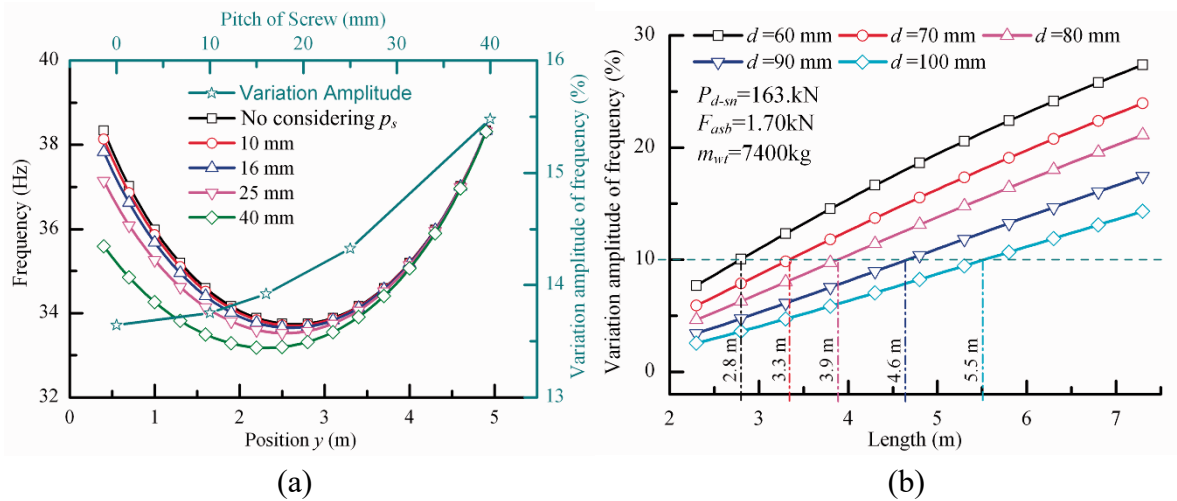 Pitch of Screw (mm)
0 10 20 30 40
40
38
36
34
32
Frequency (Hz)
Variation Amplitude
No considering ps
10 mm
16 mm
25 mm
40 mm
16
15
14
13
Variation amplitude of frequency (%)
0 1 2 3 4 5
Position y (m)
(a)
d =60 mm d =70 mm d =80 mm
d =90 mm d =100 mm
Pd-sn=163.kN
Fasb=1.70kN
mwt=7400kg
30
20
10
0
Variation amplitude of frequency (%)
2.8 m
3.3 m
3.9 m
4.6 m
5.5 m
2 3 4 5 6 7
Length (m)
(b)